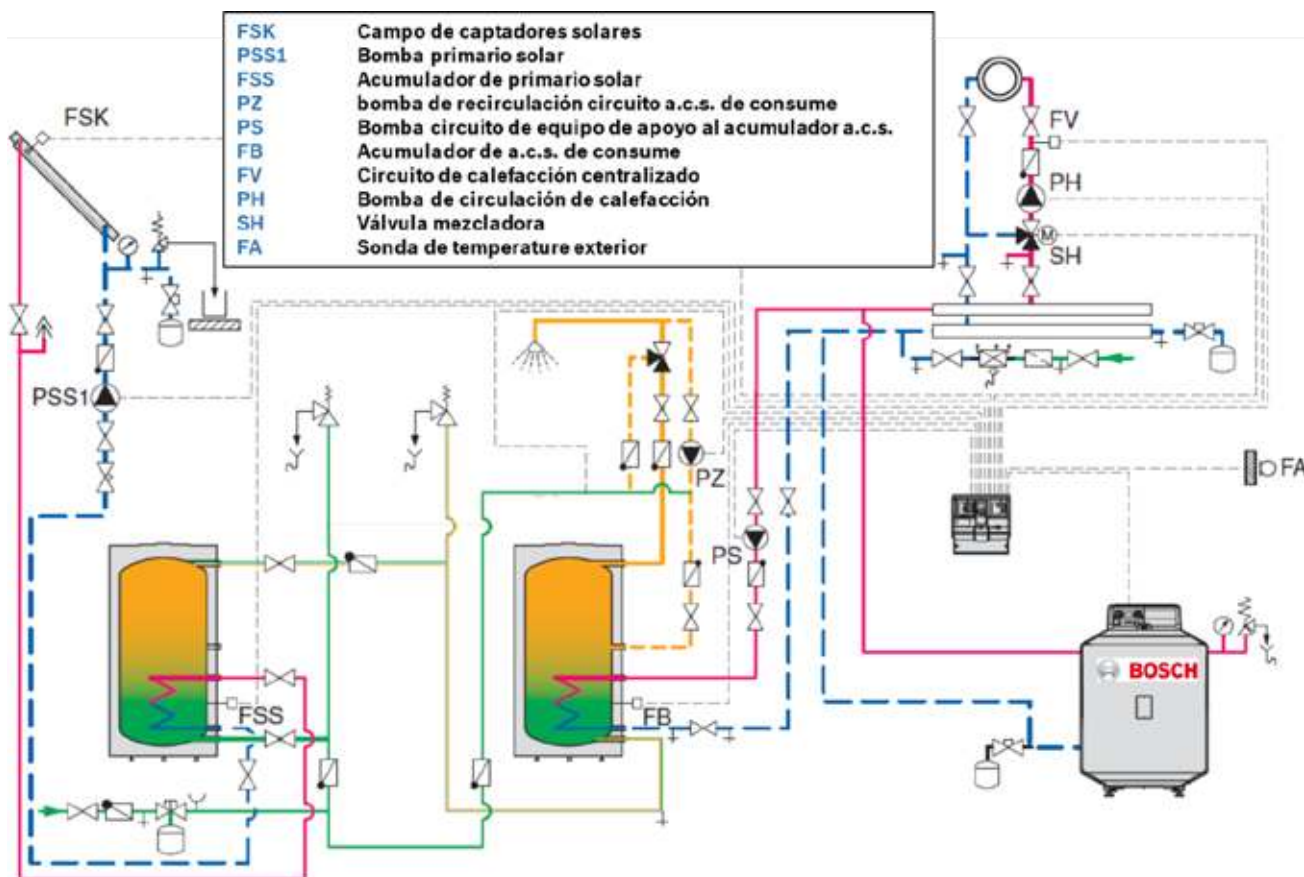 FSK Campo de captadores solares
PSS1 Bomba primario solar
FSS Acumulador de primario solar
PZ bomba de recirculación circuito a.c.s. de consume
PS Bomba circuito de equipo de apoyo al acumulador a.c.s.
FB Acumulador de a.c.s. de consume
FV Circuito de calefacción centralizado
PH Bomba de circulación de calefacción
SH Válvula mezcladora
FA Sonda de temperature exterior
FSK
FV
PH
M
SH
PSS1
PZ
FA
PS
BOSCH
FSS
FB